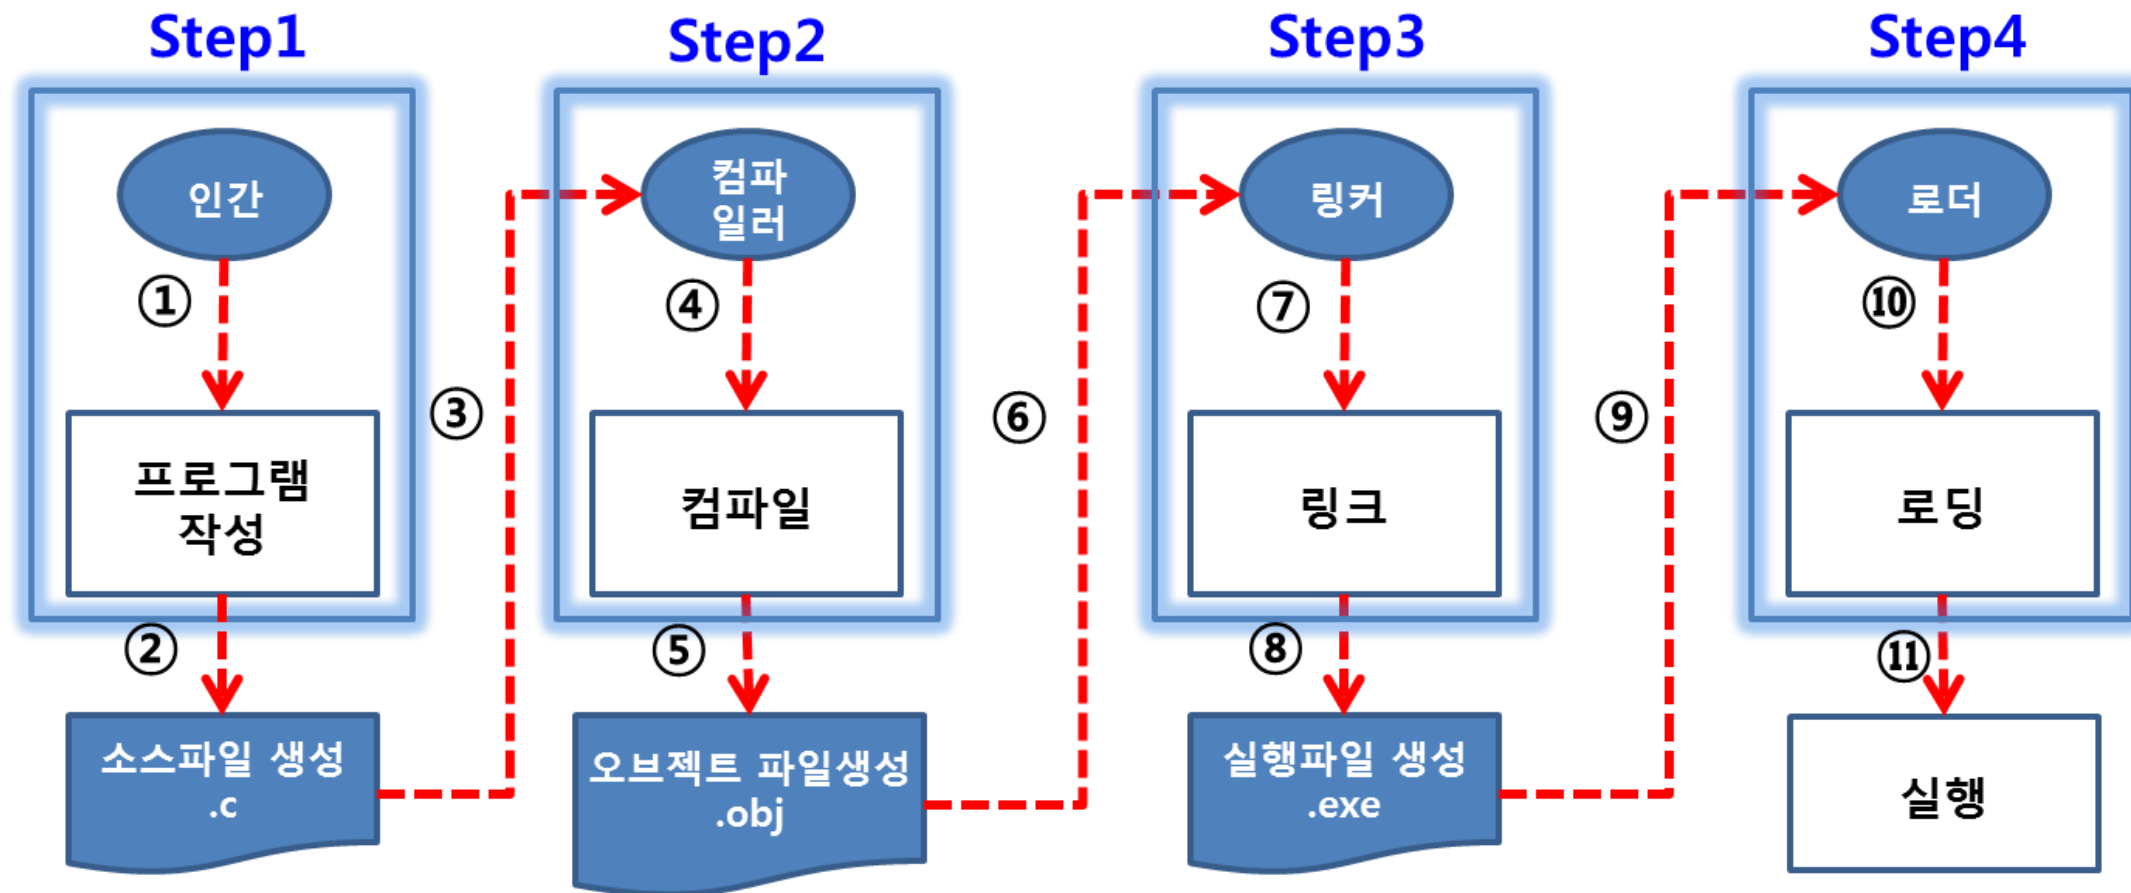 Step1
Step2
Step3
Step4
인간
①
프로그램
작성
②
소스파일 생성
.c
③
컴파
일러
④
컴파일
⑤
오브젝트 파일생성
.obj
⑥
링커
⑦
링크
⑧
실행파일 생성
.exe
⑨
로더
⑩
로딩
⑪
실행